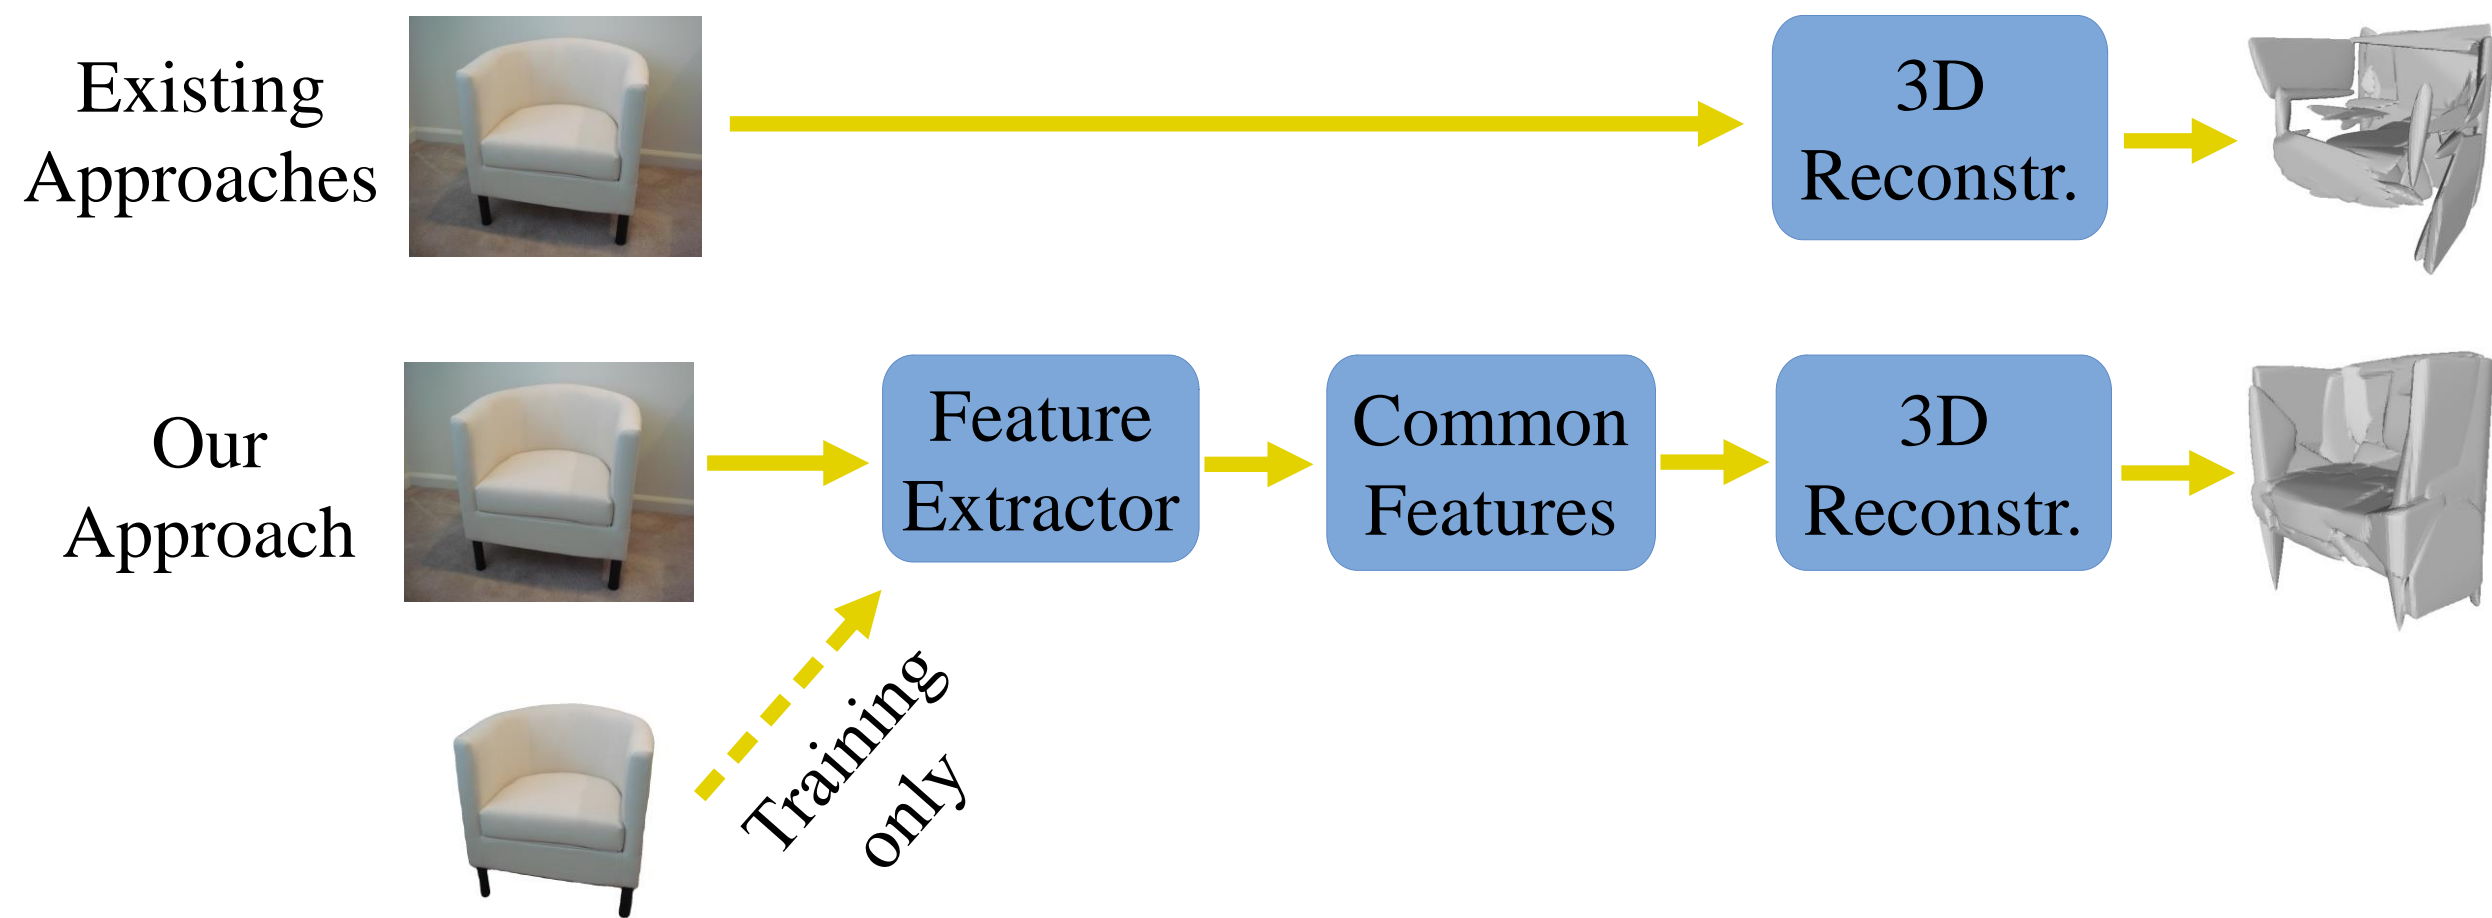 Existing
Approaches
3D
Reconstr.
Our
Approach
Feature
Extractor
Common
Features
3D
Reconstr.
Training
only